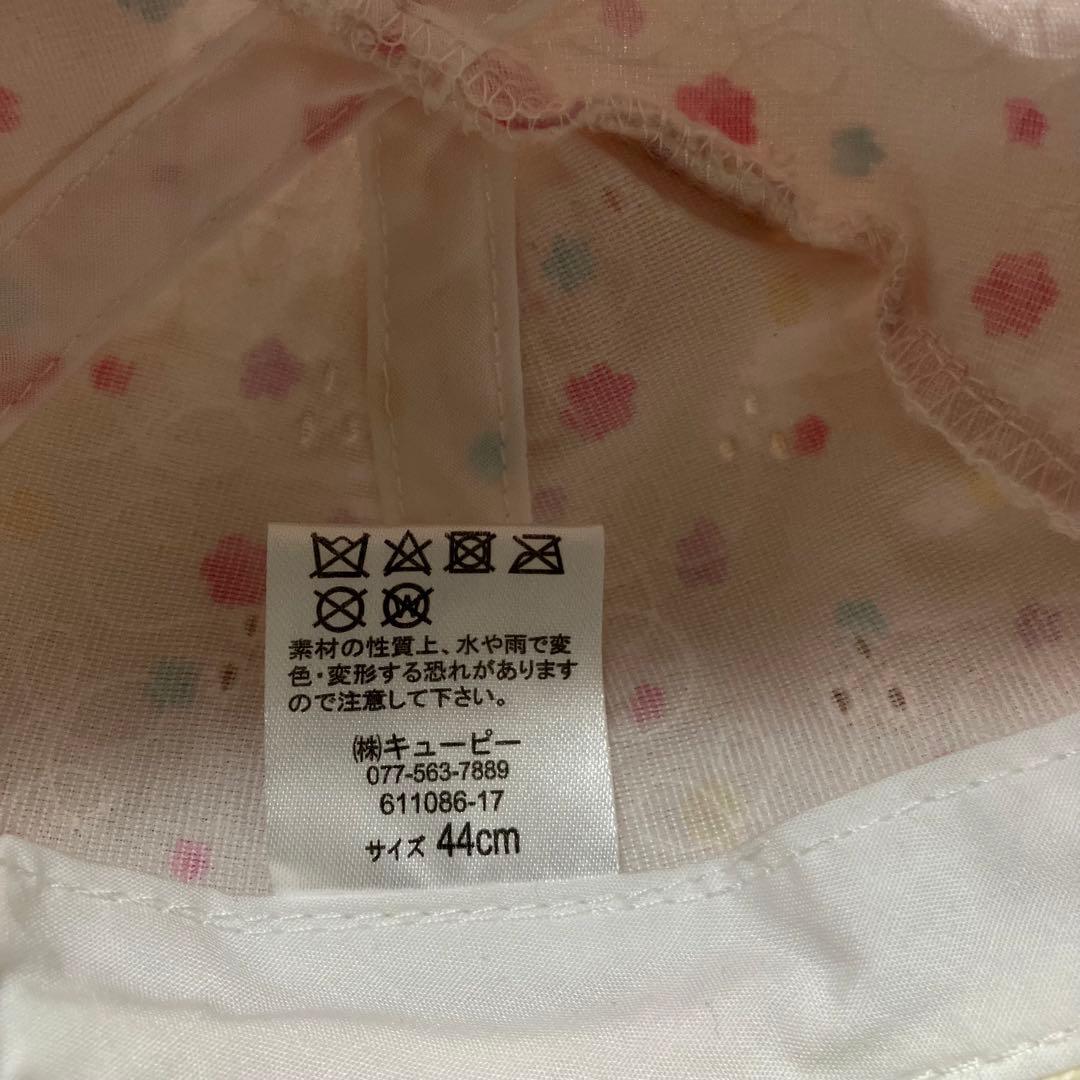 素材の性質上、水や雨で変
色・変形する恐れがあります
ので注意して下さい。
㈱キューピー
077-563-7889
611086-17
サイズ 44cm